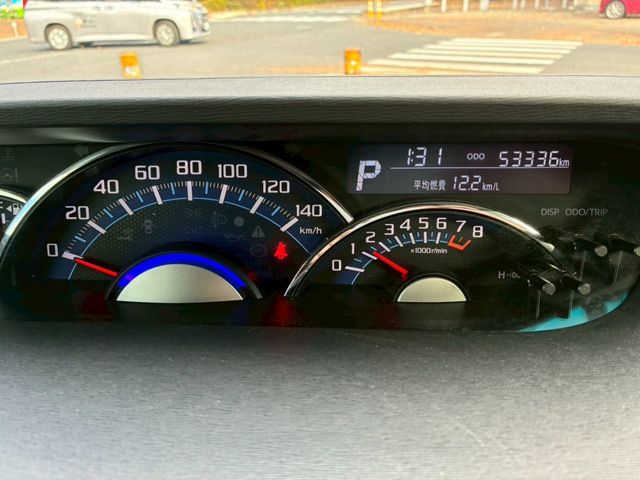 1:31 ODO 53336km
P
平均燃費 12.2km/L
0 20 40 60 80 100 120 140
km/h
CVT
0 1 2 3 4 5 6 7 8
×1000r/min
DISP ODO/TRIP